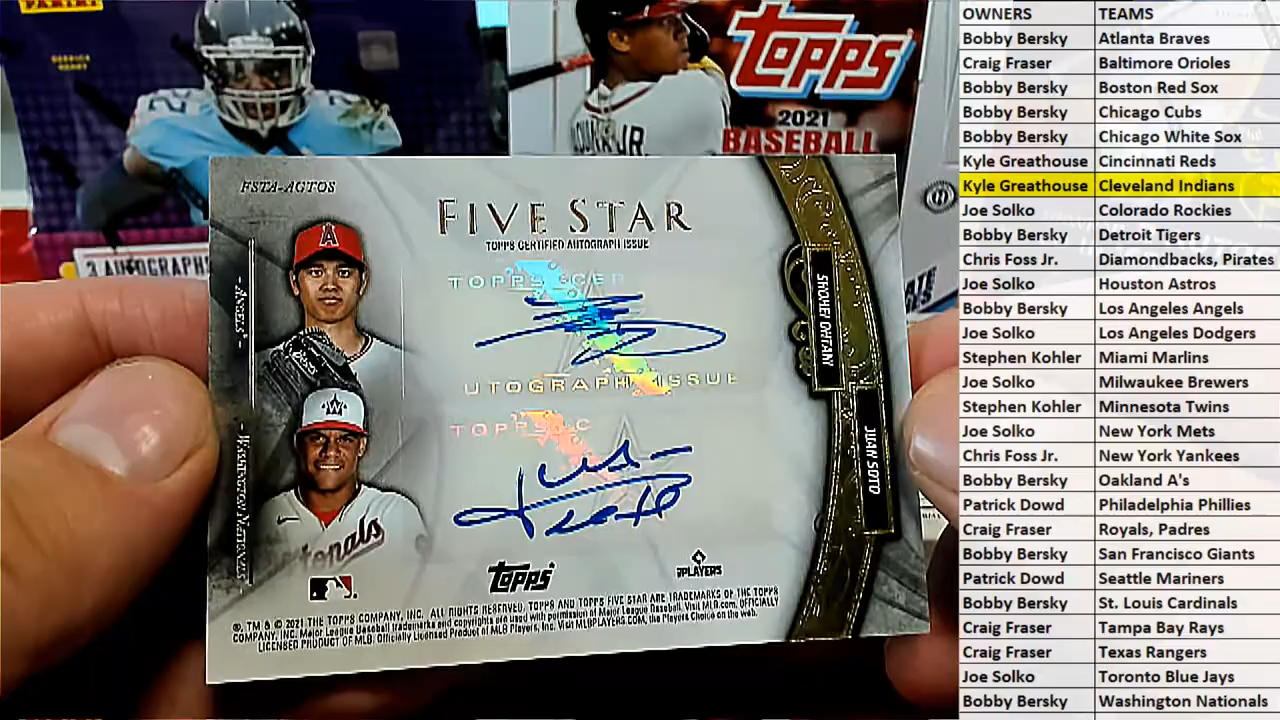 PANINI
DERRICK HENRY
3 AUTOGRAPHS
TOPPS
2021
BASEBALL
FSTA-AGTOS
FIVE STAR
TOPPS CERTIFIED AUTOGRAPH ISSUE
ANGELS
WASHINGTON NATIONALS
TOPPS CER
UTOGRAPH ISSUE
TOPPS C
SHOHEI OHTANI
JUAN SOTO
TOPPS
PLAYERS
®, TM & © 2021 THE TOPPS COMPANY, INC. ALL RIGHTS RESERVED. TOPPS AND TOPPS FIVE STAR ARE TRADEMARKS OF THE TOPPS
COMPANY, INC. Major League Baseball trademarks and copyrights are used with permission of Major League Baseball. Visit MLB.com. OFFICIALLY
LICENSED PRODUCT OF MLB Players, Inc. Visit MLBPLAYERS.COM, the Players Choice on the web.
OWNERS TEAMS
Bobby Bersky Atlanta Braves
Craig Fraser Baltimore Orioles
Bobby Bersky Boston Red Sox
Bobby Bersky Chicago Cubs
Bobby Bersky Chicago White Sox
Kyle Greathouse Cincinnati Reds
Kyle Greathouse Cleveland Indians
Joe Solko Colorado Rockies
Bobby Bersky Detroit Tigers
Chris Foss Jr. Diamondbacks, Pirates
Joe Solko Houston Astros
Bobby Bersky Los Angeles Angels
Joe Solko Los Angeles Dodgers
Stephen Kohler Miami Marlins
Joe Solko Milwaukee Brewers
Stephen Kohler Minnesota Twins
Joe Solko New York Mets
Chris Foss Jr. New York Yankees
Bobby Bersky Oakland A's
Patrick Dowd Philadelphia Phillies
Craig Fraser Royals, Padres
Bobby Bersky San Francisco Giants
Patrick Dowd Seattle Mariners
Bobby Bersky St. Louis Cardinals
Craig Fraser Tampa Bay Rays
Craig Fraser Texas Rangers
Joe Solko Toronto Blue Jays
Bobby Bersky Washington Nationals